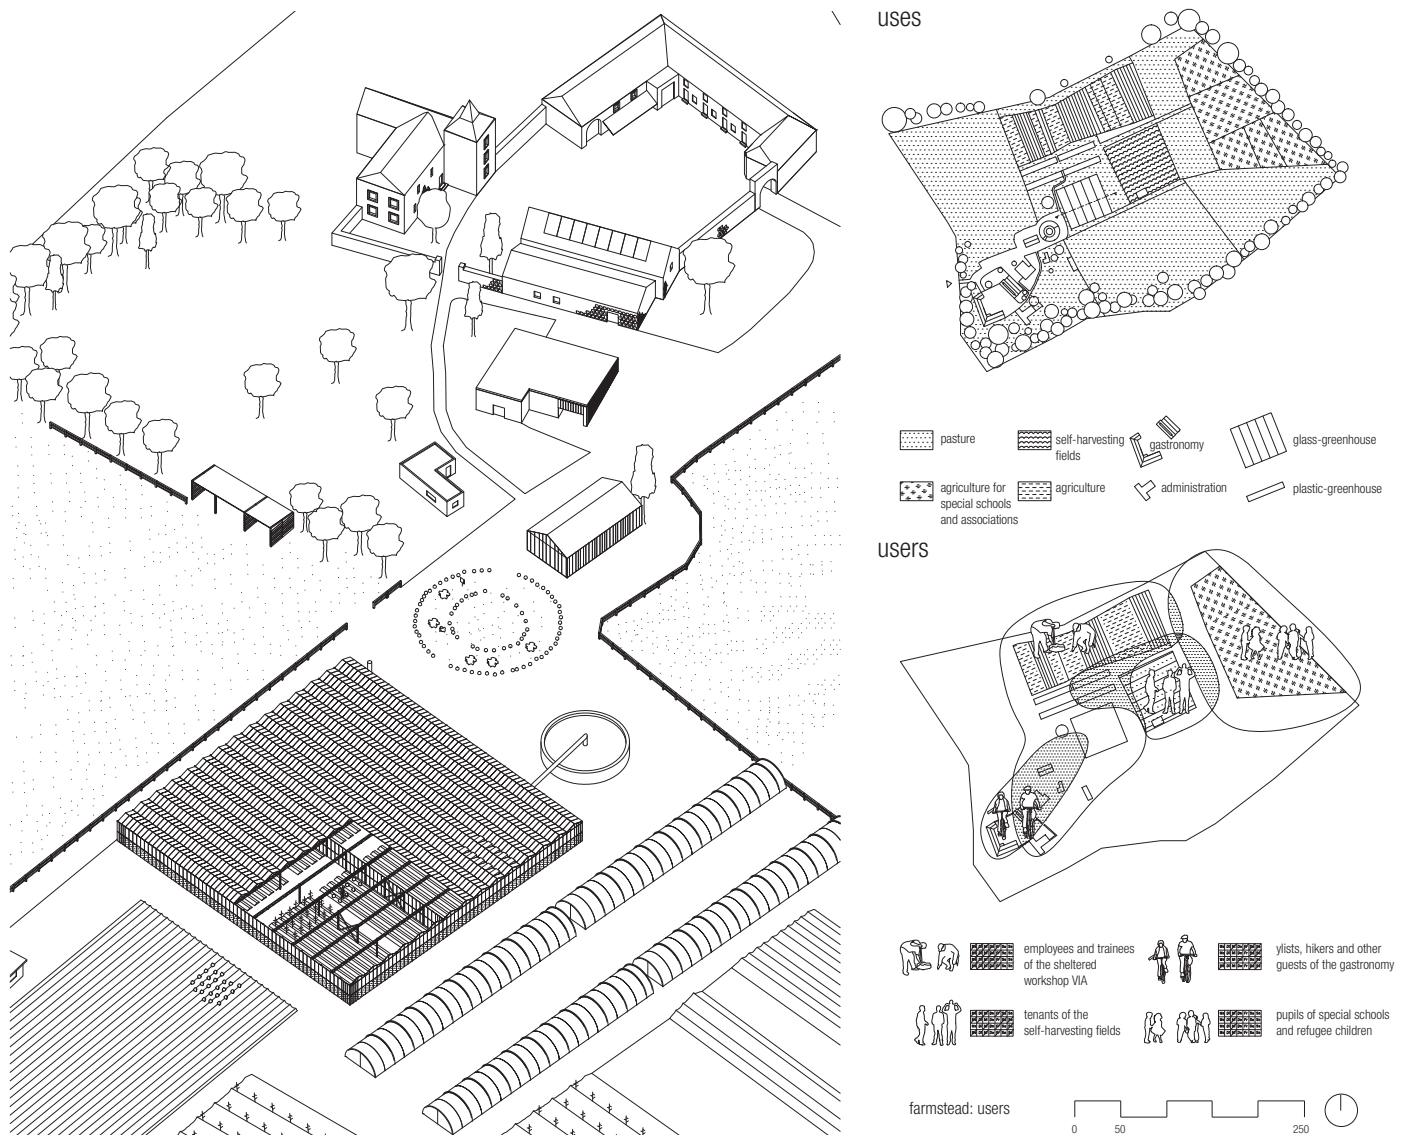 uses
pasture
self-harvesting
fields
gastronomy
glass-greenhouse
agriculture for
special schools
and associations
agriculture
administration
plastic-greenhouse
users
employees and trainees
of the sheltered
workshop VIA
ylists, hikers and other
guests of the gastronomy
tenants of the
self-harvesting fields
pupils of special schools
and refugee children
farmstead: users
0 50 250